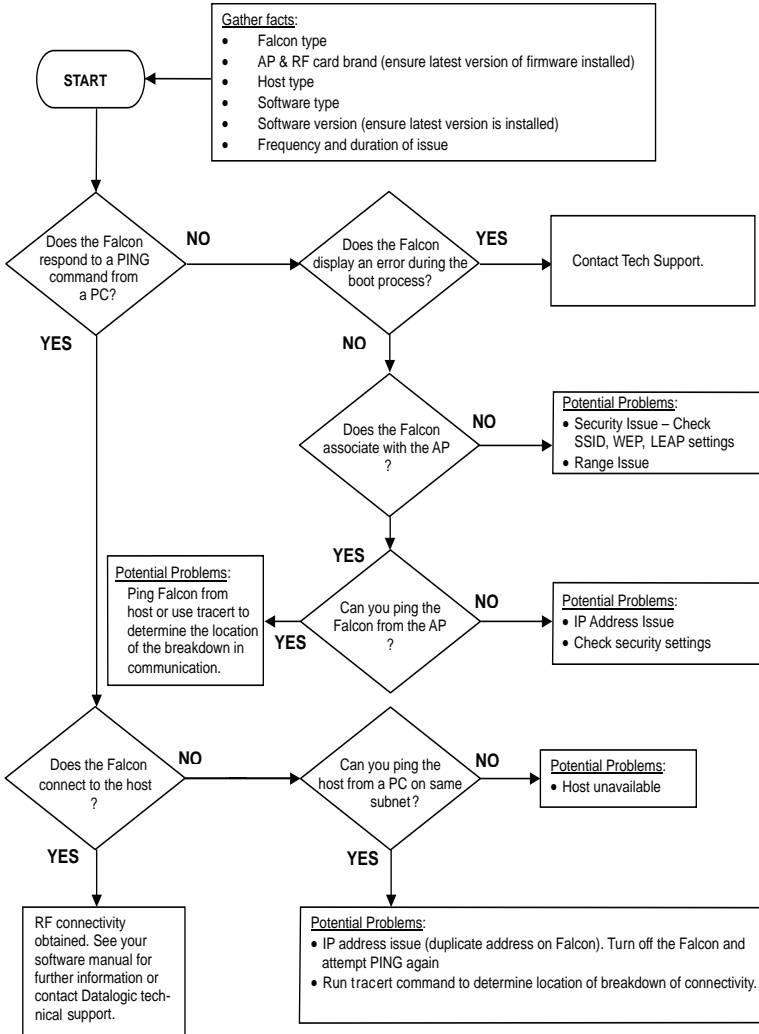 Gather facts:
• Falcon type
• AP & RF card brand (ensure latest version of firmware installed)
• Host type
• Software type
• Software version (ensure latest version is installed)
• Frequency and duration of issue
START
Does the Falcon
respond to a PING
command from
a PC?
NO
YES
Does the Falcon
display an error during the
boot process?
YES
NO
Contact Tech Support.
Does the Falcon
associate with the AP
?
NO
YES
Potential Problems:
• Security Issue – Check
SSID, WEP, LEAP settings
• Range Issue
Potential Problems:
Ping Falcon from
host or use tracert to
determine the location
of the breakdown in
communication.
YES
Can you ping the
Falcon from the AP
?
NO
Potential Problems:
• IP Address Issue
• Check security settings
Does the Falcon
connect to the host
?
NO
YES
Can you ping the
host from a PC on same
subnet?
NO
YES
Potential Problems:
• Host unavailable
RF connectivity
obtained. See your
software manual for
further information or
contact Datalogic tech-
nical support.
Potential Problems:
• IP address issue (duplicate address on Falcon). Turn off the Falcon and
attempt PING again
• Run tracert command to determine location of breakdown of connectivity.